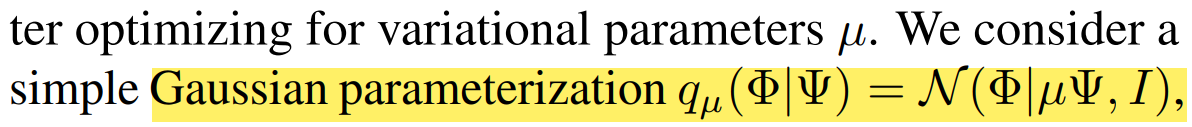 ter optimizing for variational parameters μ. We consider a
simple Gaussian parameterization q_μ(Φ|Ψ) = 𝒩(Φ|μΨ, I),